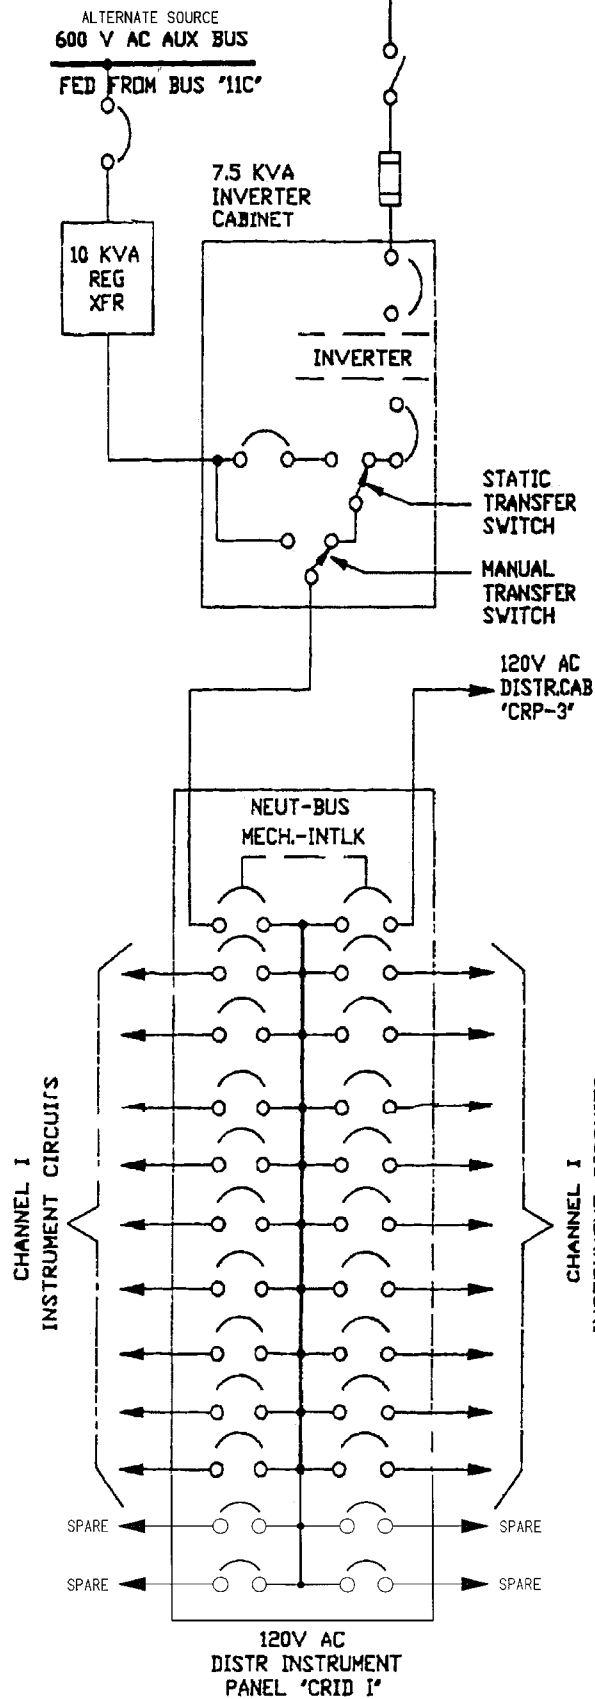 ALTERNATE SOURCE
600 V AC AUX BUS
FED FROM BUS "11C"
7.5 KVA
INVERTER
CABINET
10 KVA
REG
XFR
INVERTER
STATIC
TRANSFER
SWITCH
MANUAL
TRANSFER
SWITCH
120V AC
DISTR.CAB
"CRP-3"
NEUT-BUS
MECH.-INTLK
CHANNEL I
INSTRUMENT CIRCUITS
CHANNEL I
SPARE
SPARE
SPARE
SPARE
120V AC
DISTR INSTRUMENT
PANEL "CRID I"